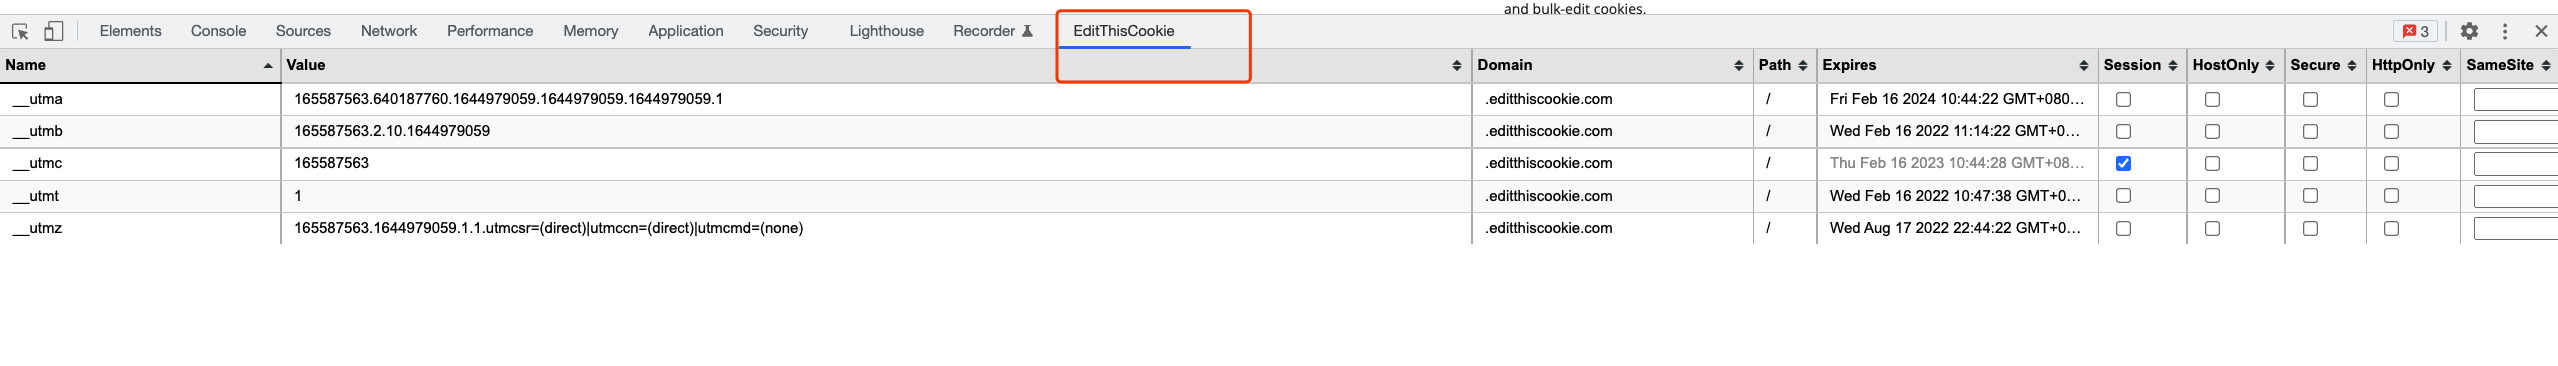 and bulk-edit cookies.
Elements Console Sources Network Performance Memory Application Security Lighthouse Recorder EditThisCookie 3
Name Value Domain Path Expires Session HostOnly Secure HttpOnly SameSite
__utma 165587563.640187760.1644979059.1644979059.1644979059.1 .editthiscookie.com / Fri Feb 16 2024 10:44:22 GMT+080...
__utmb 165587563.2.10.1644979059 .editthiscookie.com / Wed Feb 16 2022 11:14:22 GMT+0...
__utmc 165587563 .editthiscookie.com / Thu Feb 16 2023 10:44:28 GMT+08...
__utmt 1 .editthiscookie.com / Wed Feb 16 2022 10:47:38 GMT+0...
__utmz 165587563.1644979059.1.1.utmcsr=(direct)|utmccn=(direct)|utmcmd=(none) .editthiscookie.com / Wed Aug 17 2022 22:44:22 GMT+0...